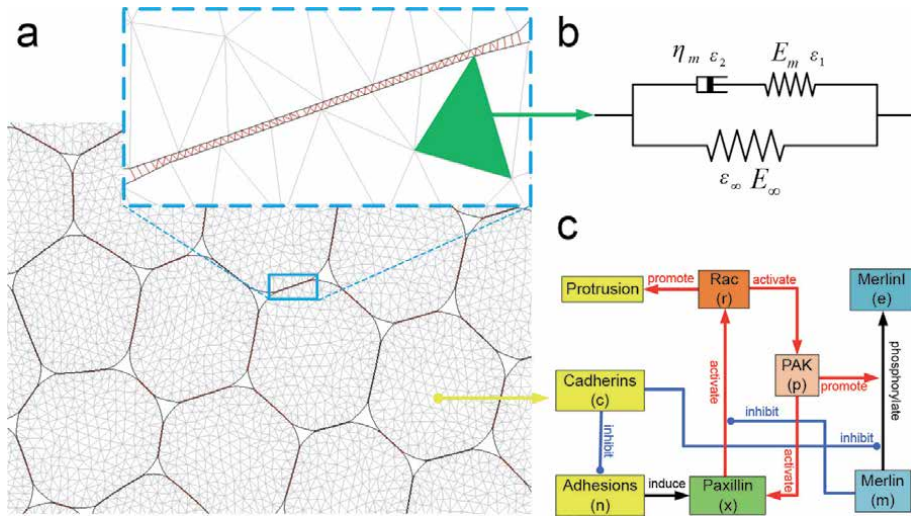 a
b
η m ε 2 E m ε 1
ε ∞ E ∞
c
Protrusion
promote
Rac
(r)
activate
MerlinI
(e)
PAK
(p)
promote
phosphorylate
Cadherins
(c)
activate
inhibit
inhibit
inhibit
activate
Adhesions
(n)
induce
Paxillin
(x)
Merlin
(m)